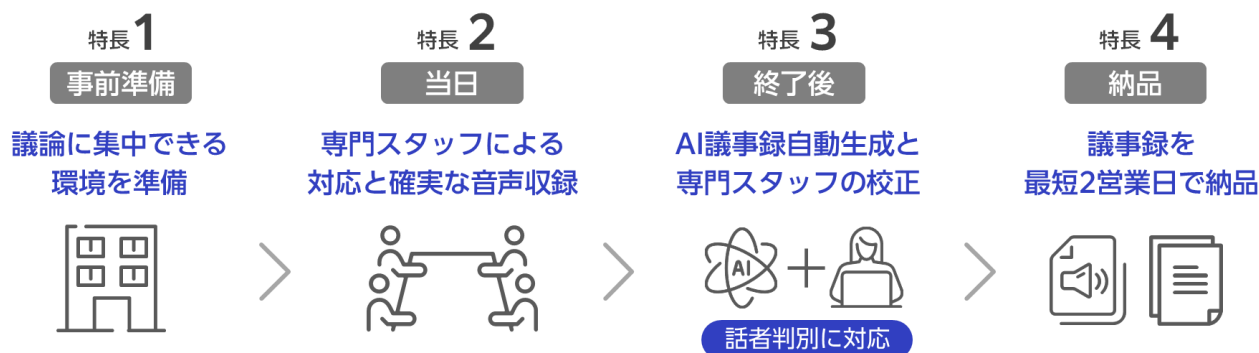 特長1
事前準備
議論に集中できる
環境を準備
特長2
当日
専門スタッフによる
対応と確実な音声収録
特長3
終了後
AI議事録自動生成と
専門スタッフの校正
AI
話者判別に対応
特長4
納品
議事録を
最短2営業日で納品